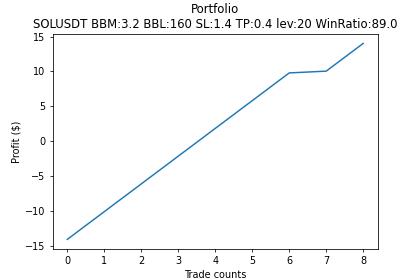 Portfolio
SOLUSDT BBM:3.2 BBL:160 SL:1.4 TP:0.4 lev:20 WinRatio:89.0
15
10
5
0
−5
−10
−15
Profit ($)
0 1 2 3 4 5 6 7 8
Trade counts